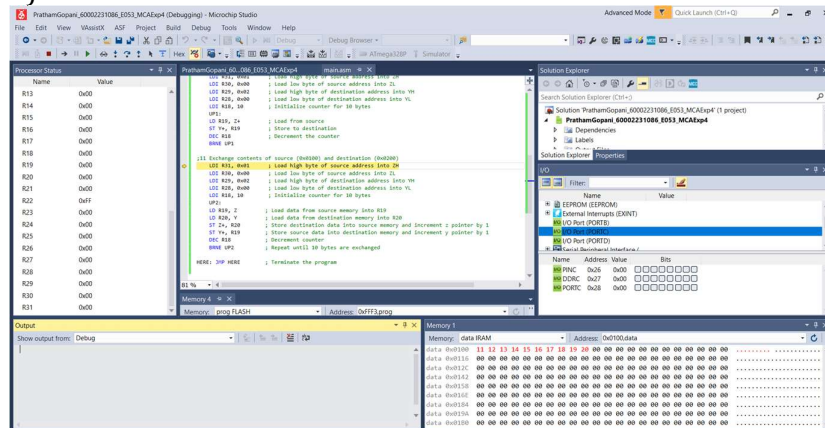 PrathamGopani_60002231086_E053_MCAExp4 (Debugging) - Microchip Studio
Advanced Mode
Quick Launch (Ctrl+Q)
File Edit View VAssistX ASF Project Build Debug Tools Window Help
Debug
Debug Browser
Hex
ATmega328P
Simulator
Processor Status
Name Value
R13 0x00
R14 0x00
R15 0x00
R16 0x00
R17 0x00
R18 0x00
R19 0x00
R20 0x00
R21 0x00
R22 0xFF
R23 0x00
R24 0x00
R25 0x00
R26 0x00
R27 0x00
R28 0x00
R29 0x00
R30 0x00
R31 0x00
PrathamGopani_60...086_E053_MCAExp4 main.asm
LDI R31, 0x01 ; Load high byte of source address into ZH
LDI R30, 0x00 ; Load low byte of source address into ZL
LDI R29, 0x02 ; Load high byte of destination address into YH
LDI R28, 0x00 ; Load low byte of destination address into YL
LDI R18, 10 ; Initialize counter for 10 bytes
UP1:
LD R19, Z+ ; Load from source
ST Y+, R19 ; Store to destination
DEC R18 ; Decrement the counter
BRNE UP1
;11 Exchange contents of source (0x0100) and destination (0x0200)
LDI R31, 0x01 ; Load high byte of source address into ZH
LDI R30, 0x00 ; Load low byte of source address into ZL
LDI R29, 0x02 ; Load high byte of destination address into YH
LDI R28, 0x00 ; Load low byte of destination address into YL
LDI R18, 10 ; Initialize counter for 10 bytes
UP2:
LD R19, Z ; Load data from source memory into R19
LD R20, Y ; Load data from destination memory into R20
ST Z+, R20 ; Store destination data into source memory and increment z pointer by 1
ST Y+, R19 ; Store source data into destination memory and increment y pointer by 1
DEC R18 ; Decrement counter
BRNE UP2 ; Repeat until 10 bytes are exchanged
HERE: JMP HERE ; Terminate the program
81 %
Memory 4
Memory: prog FLASH Address: 0xFFF3,prog
Solution Explorer
Search Solution Explorer (Ctrl+;)
Solution 'PrathamGopani_60002231086_E053_MCAExp4' (1 project)
PrathamGopani_60002231086_E053_MCAExp4
Dependencies
Labels
Output Files
Solution Explorer Properties
I/O
Filter:
Name Value
EEPROM (EEPROM)
External Interrupts (EXINT)
I/O Port (PORTB)
I/O Port (PORTC)
I/O Port (PORTD)
Serial Peripheral Interface (
Name Address Value Bits
PINC 0x26 0x00
DDRC 0x27 0x00
PORTC 0x28 0x00
Output
Show output from: Debug
Memory 1
Memory: data IRAM Address: 0x0100,data
data 0x0100 11 12 13 14 15 16 17 18 19 20 00 00 00 00 00 00 00 00 00 00 00 00
data 0x0116 00 00 00 00 00 00 00 00 00 00 00 00 00 00 00 00 00 00 00 00 00 00
data 0x012C 00 00 00 00 00 00 00 00 00 00 00 00 00 00 00 00 00 00 00 00 00 00
data 0x0142 00 00 00 00 00 00 00 00 00 00 00 00 00 00 00 00 00 00 00 00 00 00
data 0x0158 00 00 00 00 00 00 00 00 00 00 00 00 00 00 00 00 00 00 00 00 00 00
data 0x016E 00 00 00 00 00 00 00 00 00 00 00 00 00 00 00 00 00 00 00 00 00 00
data 0x0184 00 00 00 00 00 00 00 00 00 00 00 00 00 00 00 00 00 00 00 00 00 00
data 0x019A 00 00 00 00 00 00 00 00 00 00 00 00 00 00 00 00 00 00 00 00 00 00
data 0x01B0 00 00 00 00 00 00 00 00 00 00 00 00 00 00 00 00 00 00 00 00 00 00